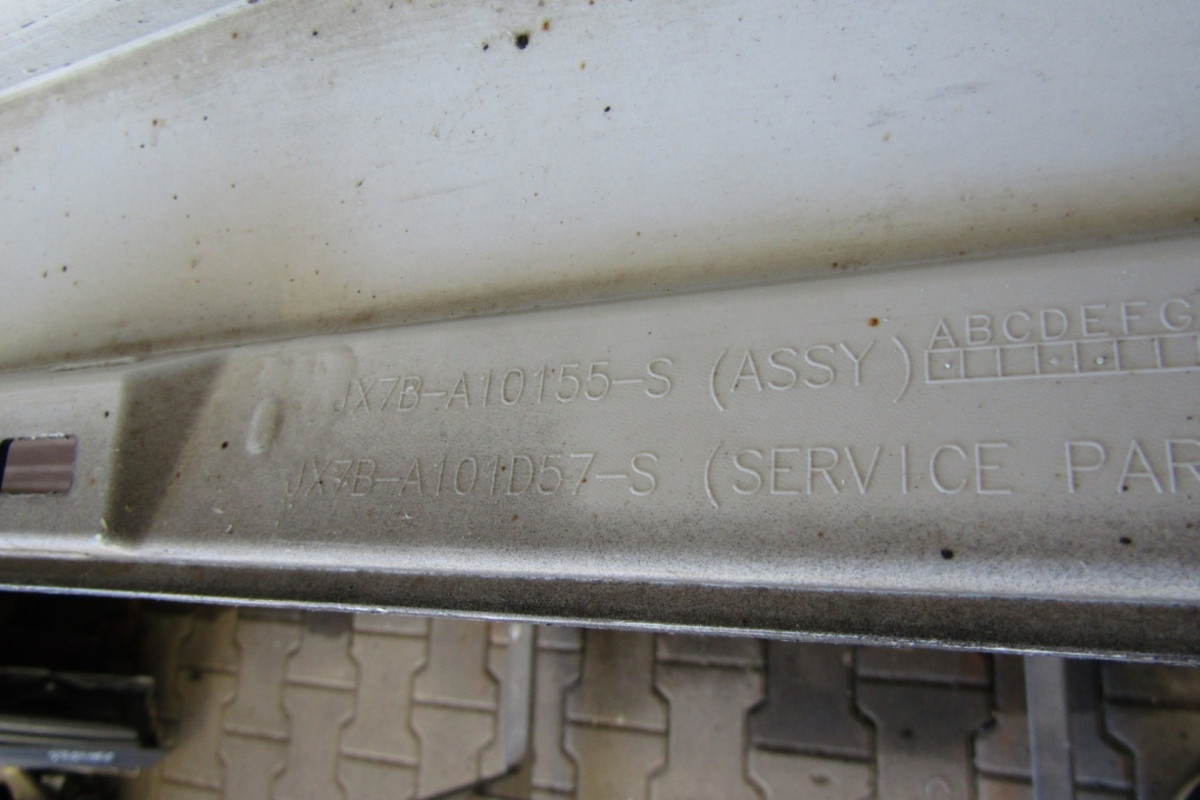 JX7B-A10155-S (ASSY) ABCDEFG
JX7B-A101D57-S (SERVICE PAR